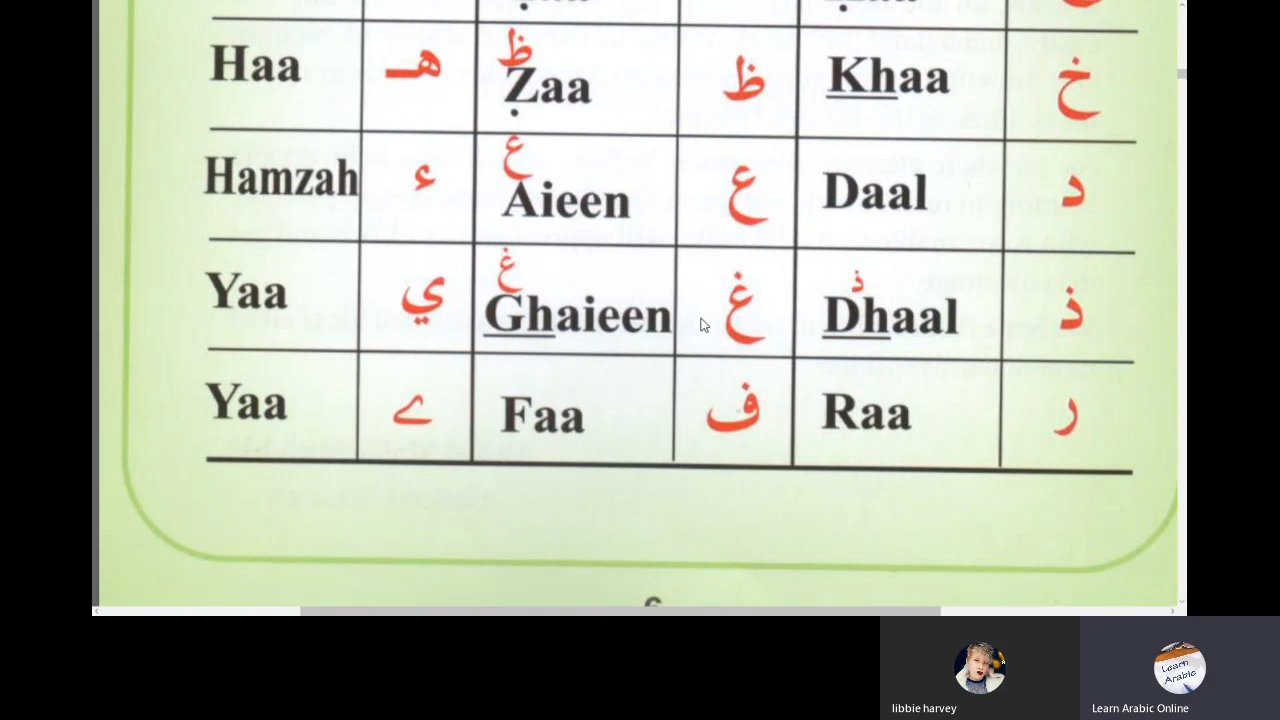 Haa هـ ظ Ẓaa ظ Khaa خ
Hamzah ء ع Aieen ع Daal د
Yaa ي غ Ghaieen غ ذ Dhaal ذ
Yaa ے Faa ف Raa ر
libbie harvey
Learn Arabic
Learn Arabic Online